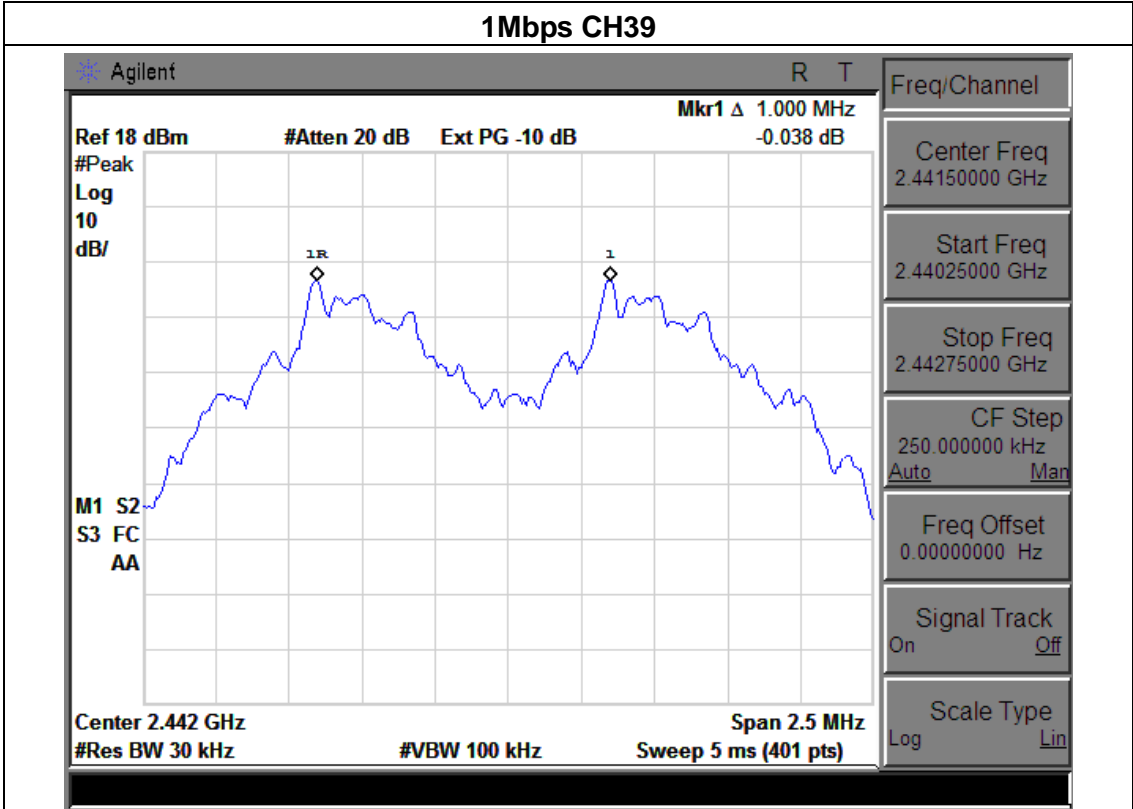 1Mbps CH39
Agilent R T
Mkr1 Δ 1.000 MHz
Ref 18 dBm #Atten 20 dB Ext PG -10 dB -0.038 dB
#Peak
Log
10
dB/
1R 1
M1 S2
S3 FC
AA
Center 2.442 GHz Span 2.5 MHz
#Res BW 30 kHz #VBW 100 kHz Sweep 5 ms (401 pts)
Freq/Channel
Center Freq
2.44150000 GHz
Start Freq
2.44025000 GHz
Stop Freq
2.44275000 GHz
CF Step
250.000000 kHz
Auto Man
Freq Offset
0.00000000 Hz
Signal Track
On Off
Scale Type
Log Lin